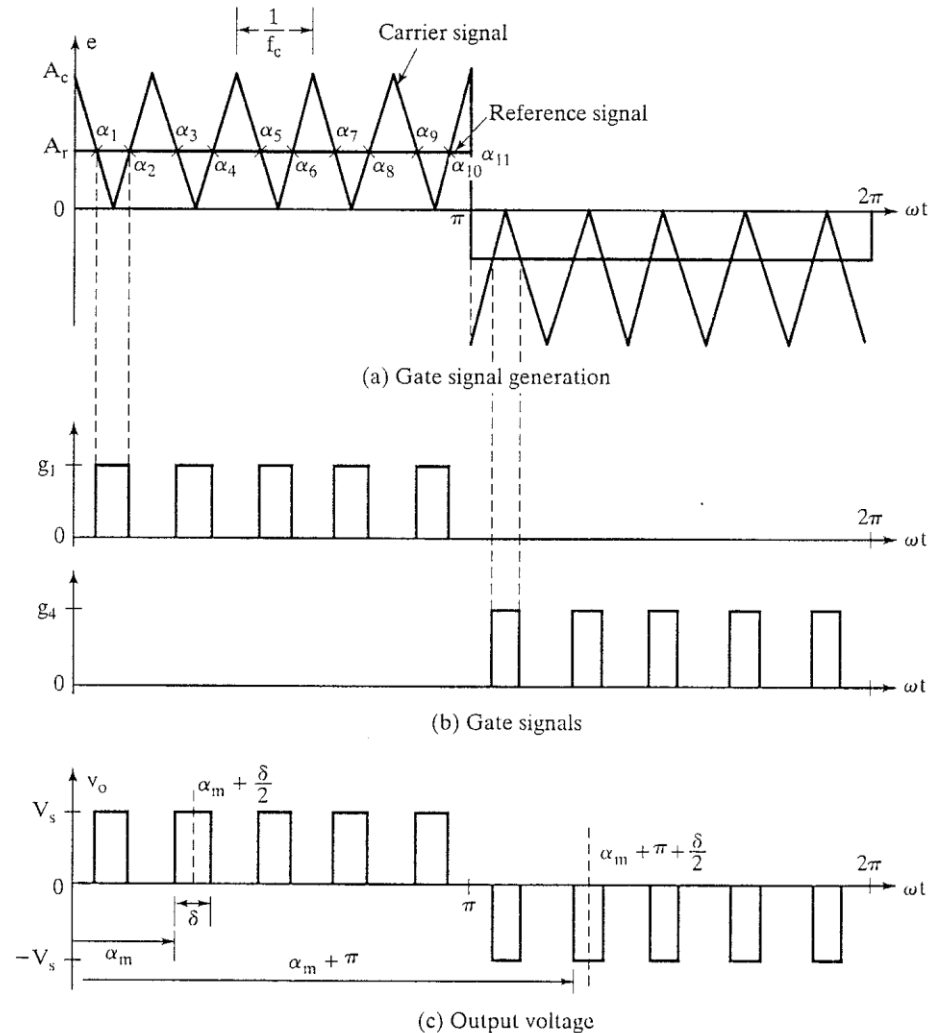 1/f_c
e
Carrier signal
A_c
Reference signal
α_1 α_3 α_5 α_7 α_9
A_r
α_11
α_2 α_4 α_6 α_8 α_10
0 π 2π ωt
(a) Gate signal generation
g_1
0 2π ωt
g_4
0 ωt
(b) Gate signals
v_o
α_m + δ/2
V_s
α_m + π + δ/2
0 π 2π ωt
δ
α_m
−V_s
α_m + π
(c) Output voltage